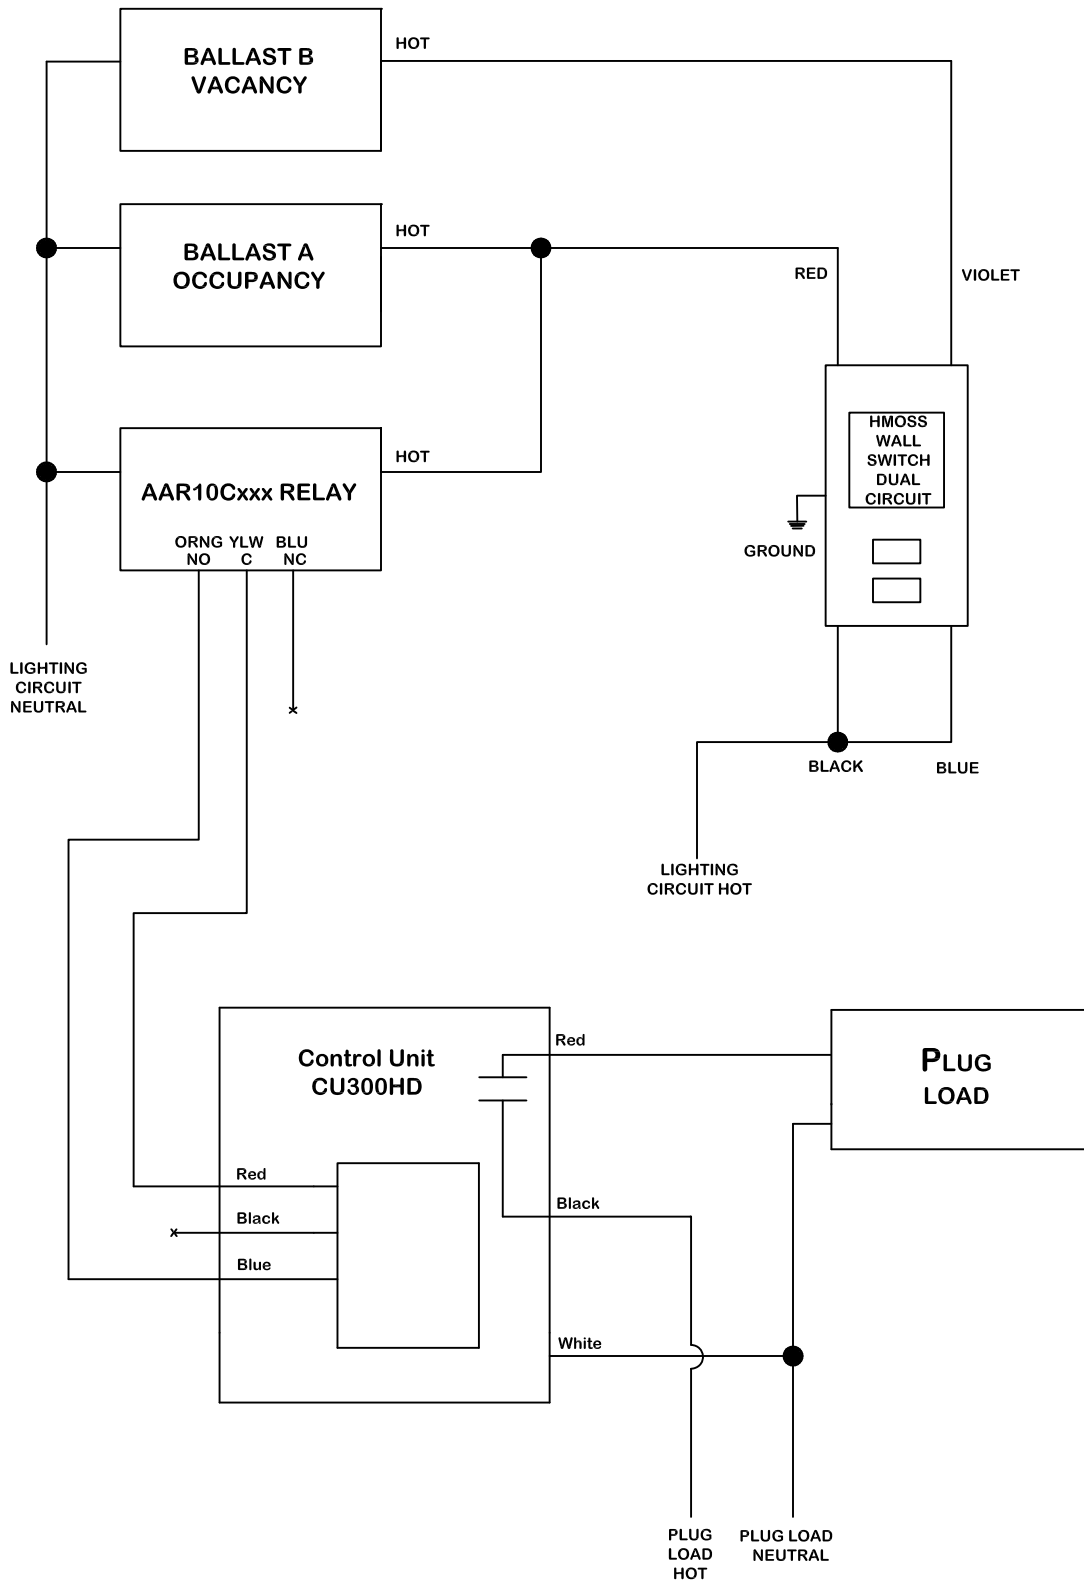 BALLAST B
VACANCY
HOT
BALLAST A
OCCUPANCY
HOT
RED
VIOLET
HMOSS
WALL
SWITCH
DUAL
CIRCUIT
GROUND
AAR10Cxxx RELAY
HOT
ORNG YLW BLU
NO C NC
LIGHTING
CIRCUIT
NEUTRAL
BLACK
BLUE
LIGHTING
CIRCUIT HOT
Control Unit
CU300HD
Red
PLUG
LOAD
Red
Black
Blue
Black
White
PLUG
LOAD
HOT
PLUG LOAD
NEUTRAL